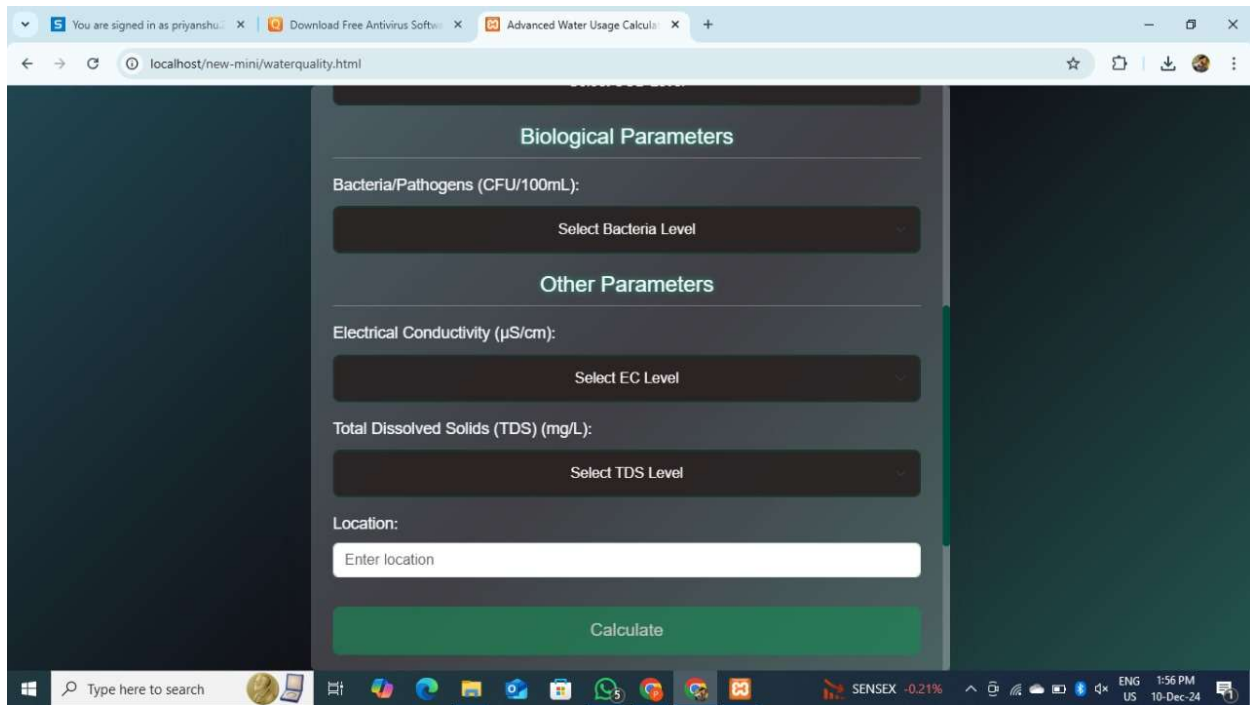 You are signed in as priyanshu.
Download Free Antivirus Softw
Advanced Water Usage Calcula
localhost/new-mini/waterquality.html
Biological Parameters
Bacteria/Pathogens (CFU/100mL):
Select Bacteria Level
Other Parameters
Electrical Conductivity (µS/cm):
Select EC Level
Total Dissolved Solids (TDS) (mg/L):
Select TDS Level
Location:
Enter location
Calculate
Type here to search
5
SENSEX -0.21%
ENG
US
1:56 PM
10-Dec-24
1